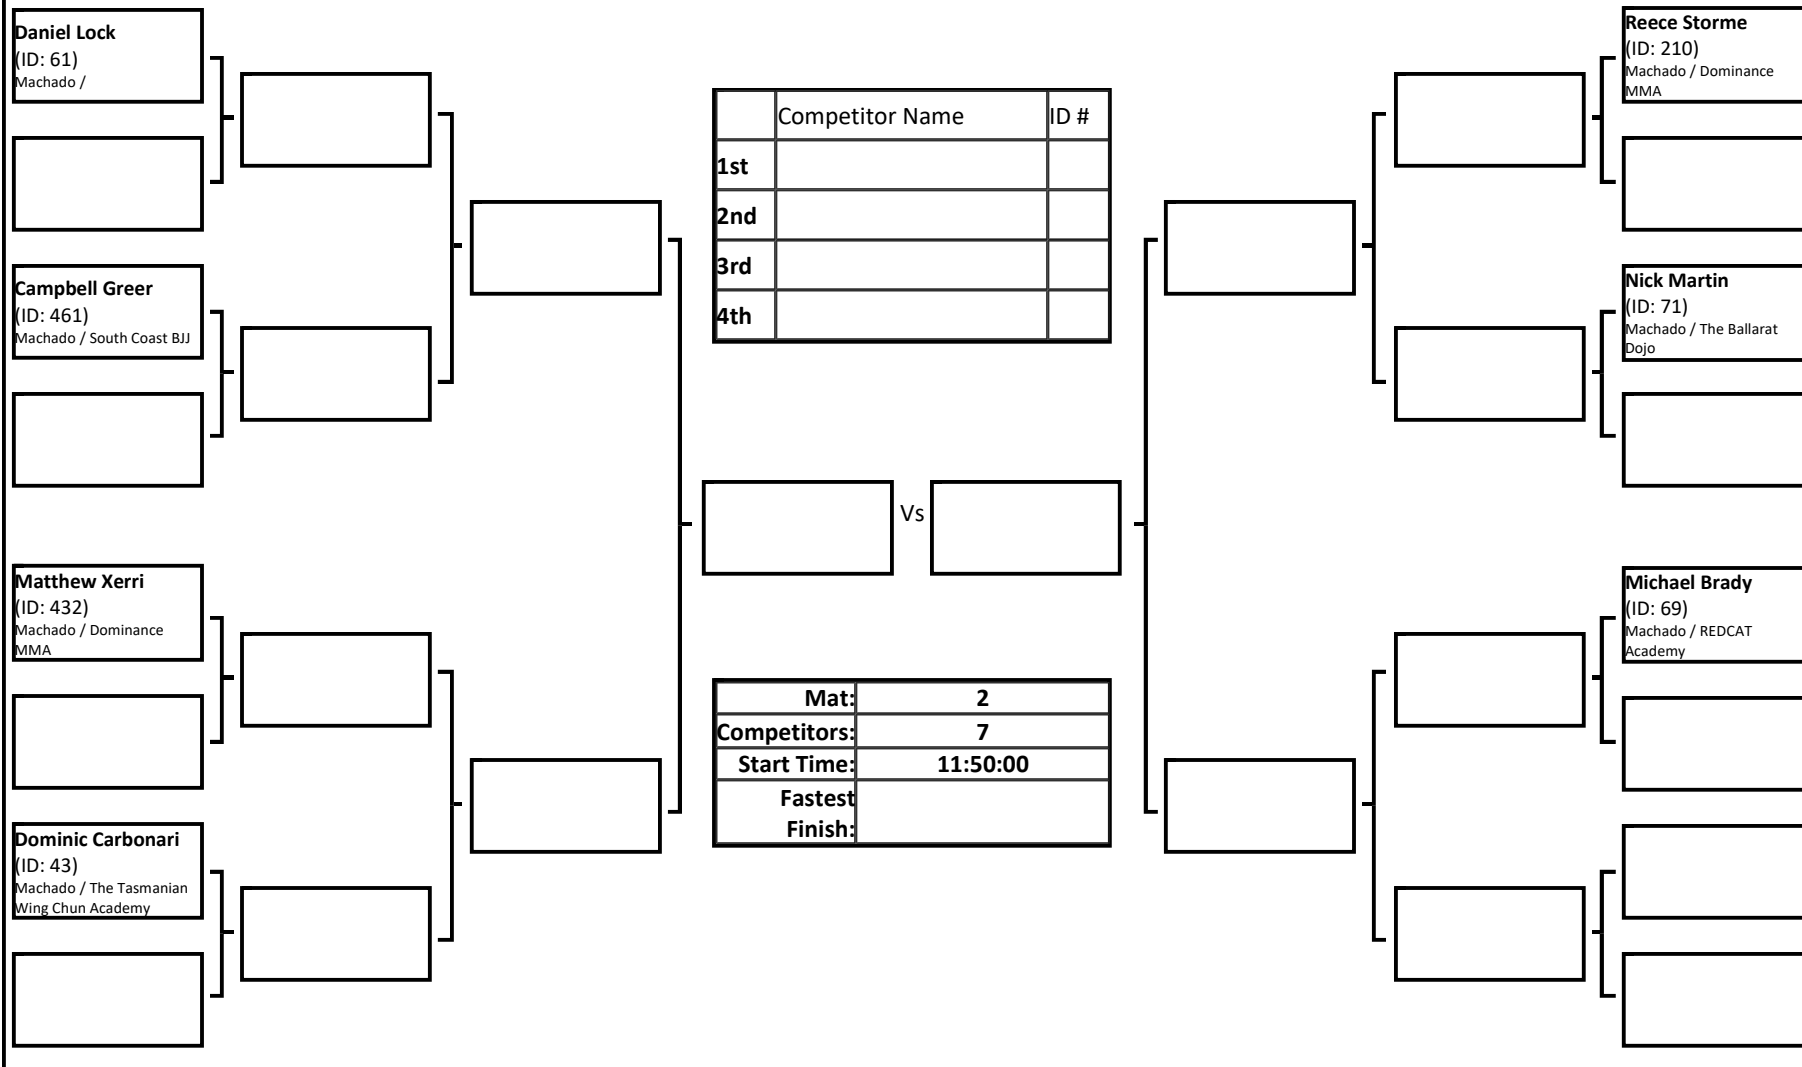 Daniel Lock
(ID: 61)
Machado /
Campbell Greer
(ID: 461)
Machado / South Coast BJJ
Matthew Xerri
(ID: 432)
Machado / Dominance
MMA
Dominic Carbonari
(ID: 43)
Machado / The Tasmanian
Wing Chun Academy
Competitor Name ID #
1st
2nd
3rd
4th
Vs
Mat: 2
Competitors: 7
Start Time: 11:50:00
Fastest
Finish:
Reece Storme
(ID: 210)
Machado / Dominance
MMA
Nick Martin
(ID: 71)
Machado / The Ballarat
Dojo
Michael Brady
(ID: 69)
Machado / REDCAT
Academy